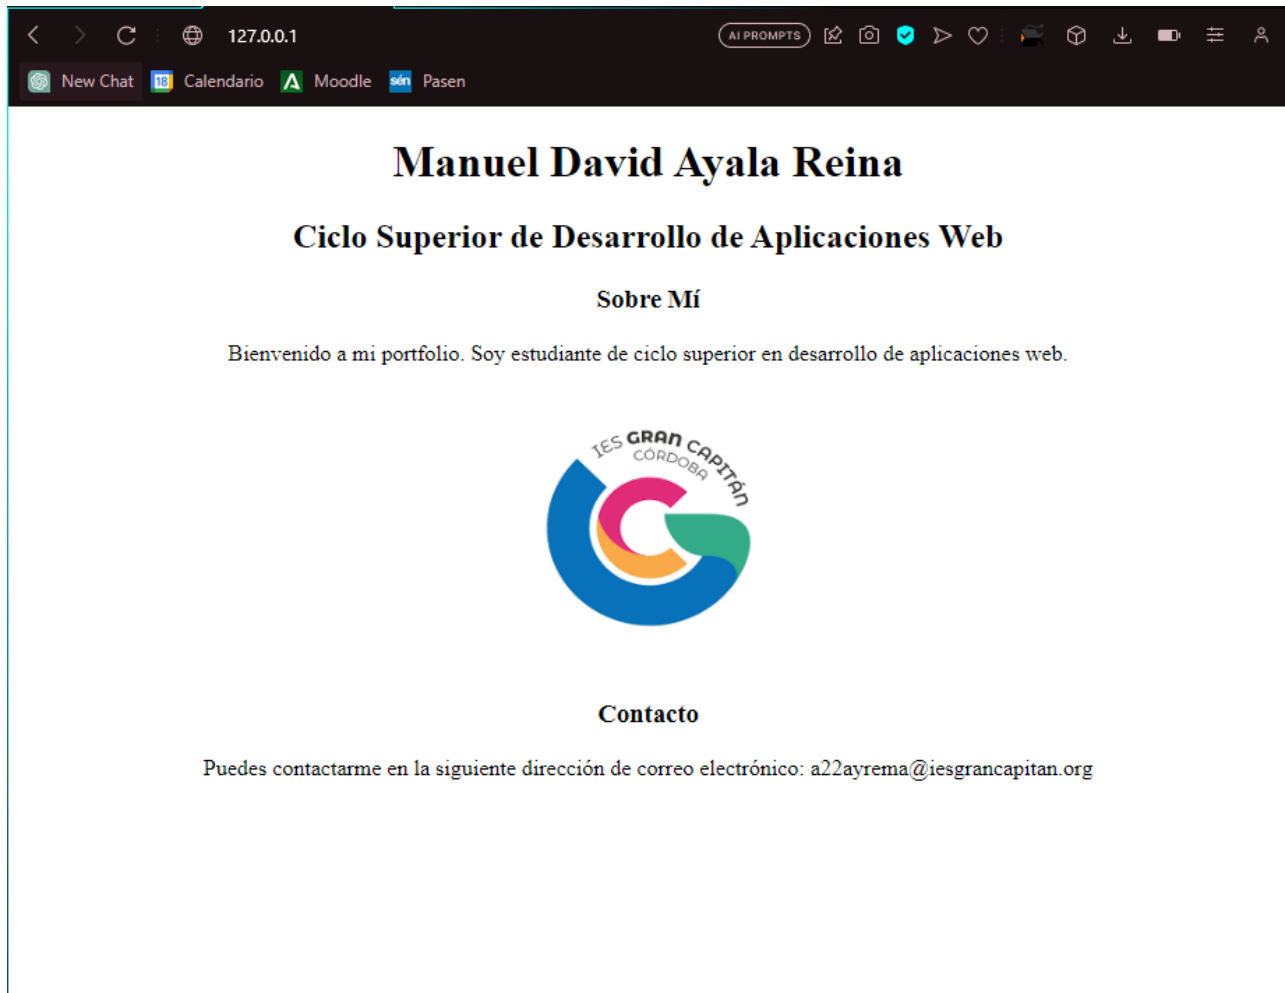 127.0.0.1
AI PROMPTS
New Chat
18
Calendario
Moodle
sén
Pasen
Manuel David Ayala Reina
Ciclo Superior de Desarrollo de Aplicaciones Web
Sobre Mí
Bienvenido a mi portfolio. Soy estudiante de ciclo superior en desarrollo de aplicaciones web.
IES GRAN CAPITÁN
CÓRDOBA
Contacto
Puedes contactarme en la siguiente dirección de correo electrónico: a22ayrema@iesgrancapitan.org